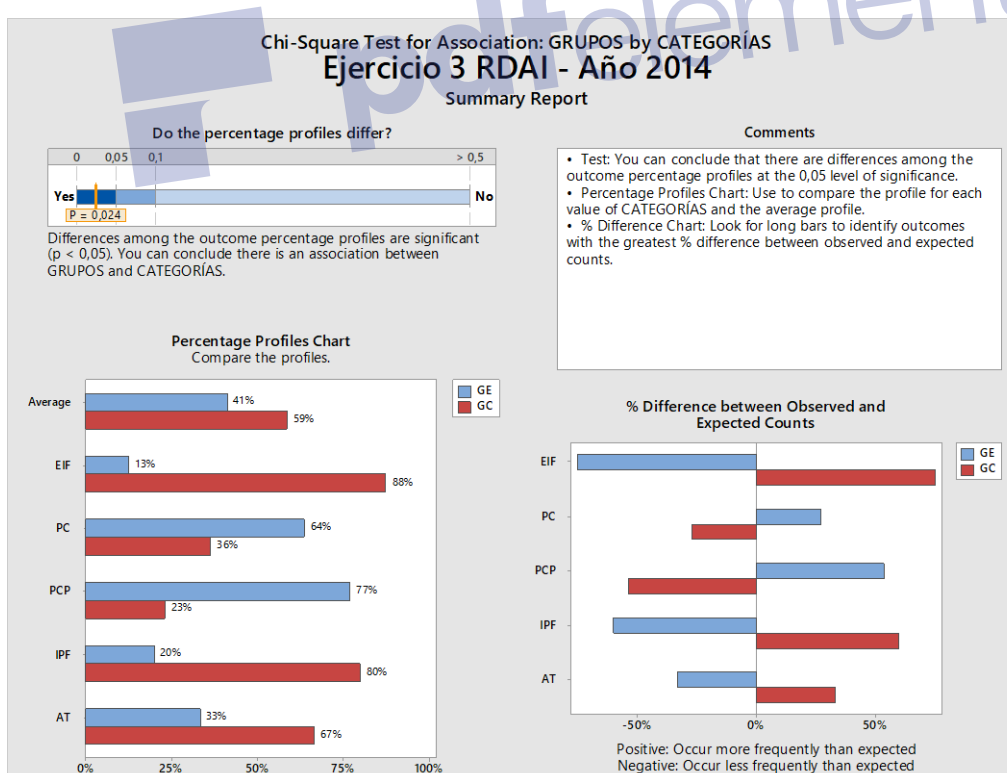 pdfelement
Chi-Square Test for Association: GRUPOS by CATEGORÍAS
Ejercicio 3 RDAI - Año 2014
Summary Report
Do the percentage profiles differ?
0 0,05 0,1 > 0,5
Yes No
P = 0,024
Differences among the outcome percentage profiles are significant
(p < 0,05). You can conclude there is an association between
GRUPOS and CATEGORÍAS.
Comments
• Test: You can conclude that there are differences among the
outcome percentage profiles at the 0,05 level of significance.
• Percentage Profiles Chart: Use to compare the profile for each
value of CATEGORÍAS and the average profile.
• % Difference Chart: Look for long bars to identify outcomes
with the greatest % difference between observed and expected
counts.
Percentage Profiles Chart
Compare the profiles.
GE
GC
Average
41%
59%
EIF
13%
88%
PC
64%
36%
PCP
77%
23%
IPF
20%
80%
AT
33%
67%
0% 25% 50% 75% 100%
% Difference between Observed and
Expected Counts
GE
GC
EIF
PC
PCP
IPF
AT
-50% 0% 50%
Positive: Occur more frequently than expected
Negative: Occur less frequently than expected